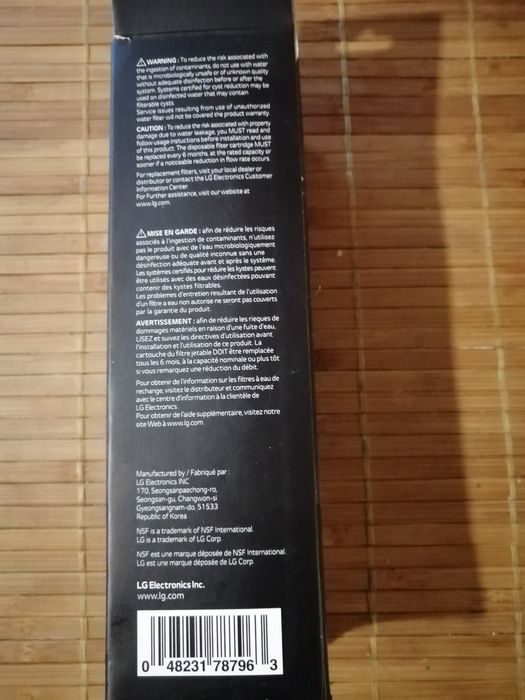 ⚠ WARNING : To reduce the risk associated with
the ingestion of contaminants, do not use with water
that is microbiologically unsafe or of unknown quality
without adequate disinfection before or after the
system. Systems certified for cyst reduction may be
used on disinfected water that may contain
filterable cysts
Service issues resulting from use of unauthorized
water filter will not be covered the product warranty.
CAUTION : To reduce the risk associated with property
damage due to water leakage, you MUST read and
follow usage instuctions before installation and use
of this product. The disposable filter cartridge MUST
be replaced every 6 months, at the rated capacity or
sooner if a noticeable reduction in flow rate occurs.
For replacement filters, visit your local dealer or
distributor or contact the LG Electronics Customer
Information Center
For Further assistance, visit our website at
www.lg.com.
⚠ MISE EN GARDE : afin de réduire les risques
associés à l'ingestion de contaminants, n'utilisez
pas le produit avec de l'eau microbiologiquement
dangereuse ou de qualité inconnue sans une
désinfection adéquate avant et après le système.
Les systèmes certifiés pour réduire les kystes peuvent
être utilisés avec des eaux désinfectées pouvant
contenir des kystes filtrables.
Les problèmes d'entretien resultant de l'utilisation
d'un filtre a eau non autorise ne seront pas couverts
par la garantie du produit.
AVERTISSEMENT : afin de réduire les rieques de
dommages matériels en raison d'une fuite d'eau,
LISEZ et suivez les directives d'utilisation avant
l'installation et l'utilisation de ce produit. La
cartouche du filtre jetable DOIT être remplacée
tous les 6 mois, à la capacité nominale ou plus tôt
si vous remarquez une réduction du débit.
Pour obtenir de l'information sur les filtres à eau de
rechange, visitez le distributeur et communiquez
avec le centre d'information à la clientèle de
LG Electronics.
Pour obtenir de l'aide supplémentaire, visitez notre
site Web à www.lg.com.
Manufactured by / Fabriqué par :
LG Electronics INC
170, Seongsanpaechong-ro,
Seongsan-gu, Changwon-si
Gyeongsangnam-do, 51533
Republic of Korea
NSF is a trademark of NSF International.
LG is a trademark of LG Corp.
NSF est une marque déposée de NSF International.
LG est une marque déposée de LG Corp.
LG Electronics Inc.
www.lg.com
0 48231 78796 3